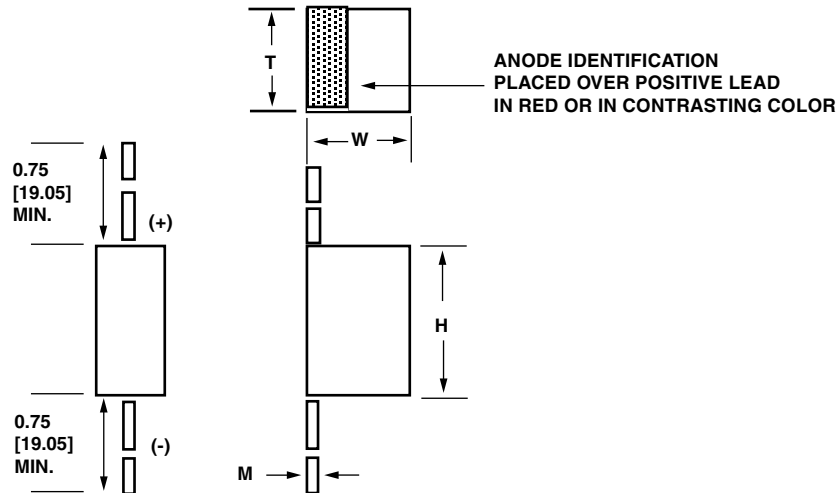 T
ANODE IDENTIFICATION
PLACED OVER POSITIVE LEAD
IN RED OR IN CONTRASTING COLOR
W
0.75
[19.05]
MIN.
(+)
H
0.75
[19.05]
MIN.
(-)
M